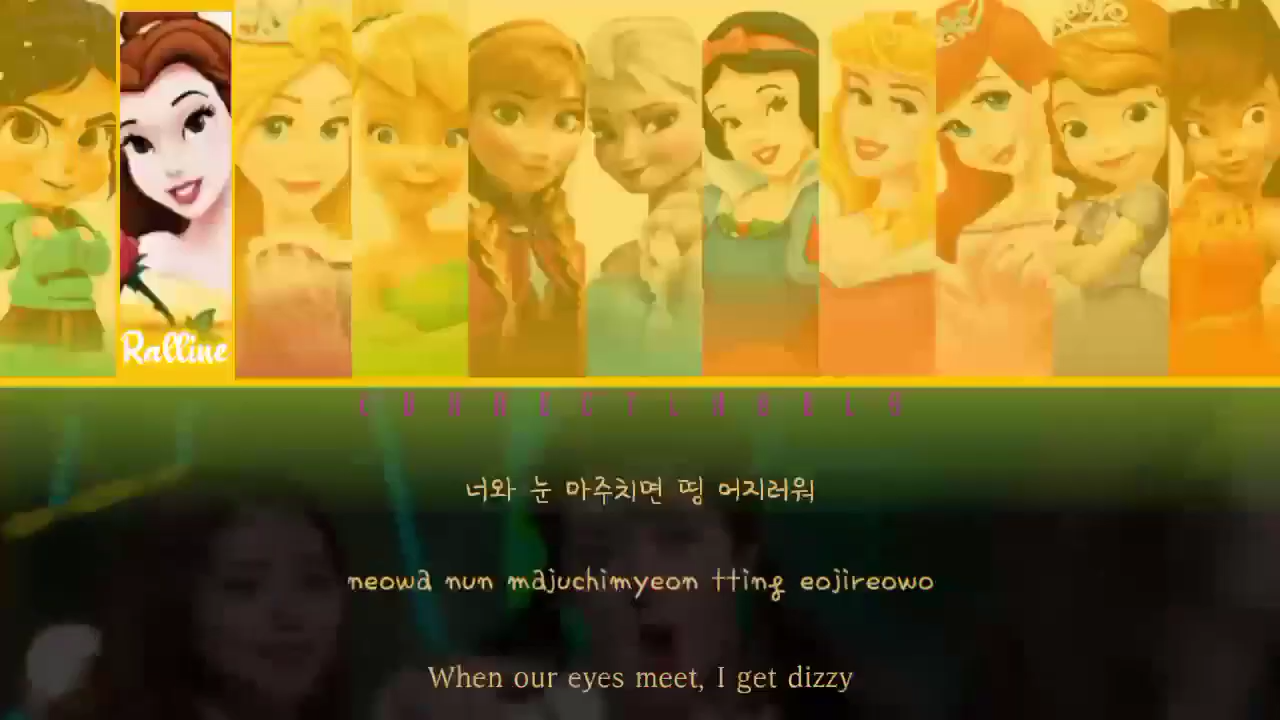 Ralline
CONNECTLABELS
너와 눈 마주치면 띵 어지러워
neowa nun majuchimyeon tting eojireowo
When our eyes meet, I get dizzy